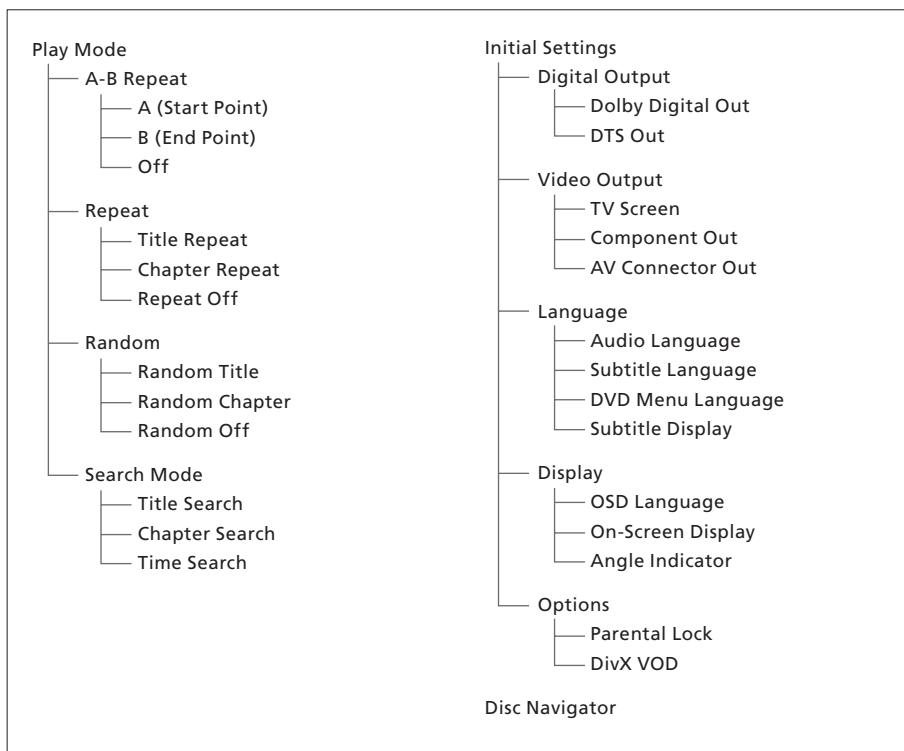 Play Mode
A-B Repeat
A (Start Point)
B (End Point)
Off
Repeat
Title Repeat
Chapter Repeat
Repeat Off
Random
Random Title
Random Chapter
Random Off
Search Mode
Title Search
Chapter Search
Time Search
Initial Settings
Digital Output
Dolby Digital Out
DTS Out
Video Output
TV Screen
Component Out
AV Connector Out
Language
Audio Language
Subtitle Language
DVD Menu Language
Subtitle Display
Display
OSD Language
On-Screen Display
Angle Indicator
Options
Parental Lock
DivX VOD
Disc Navigator